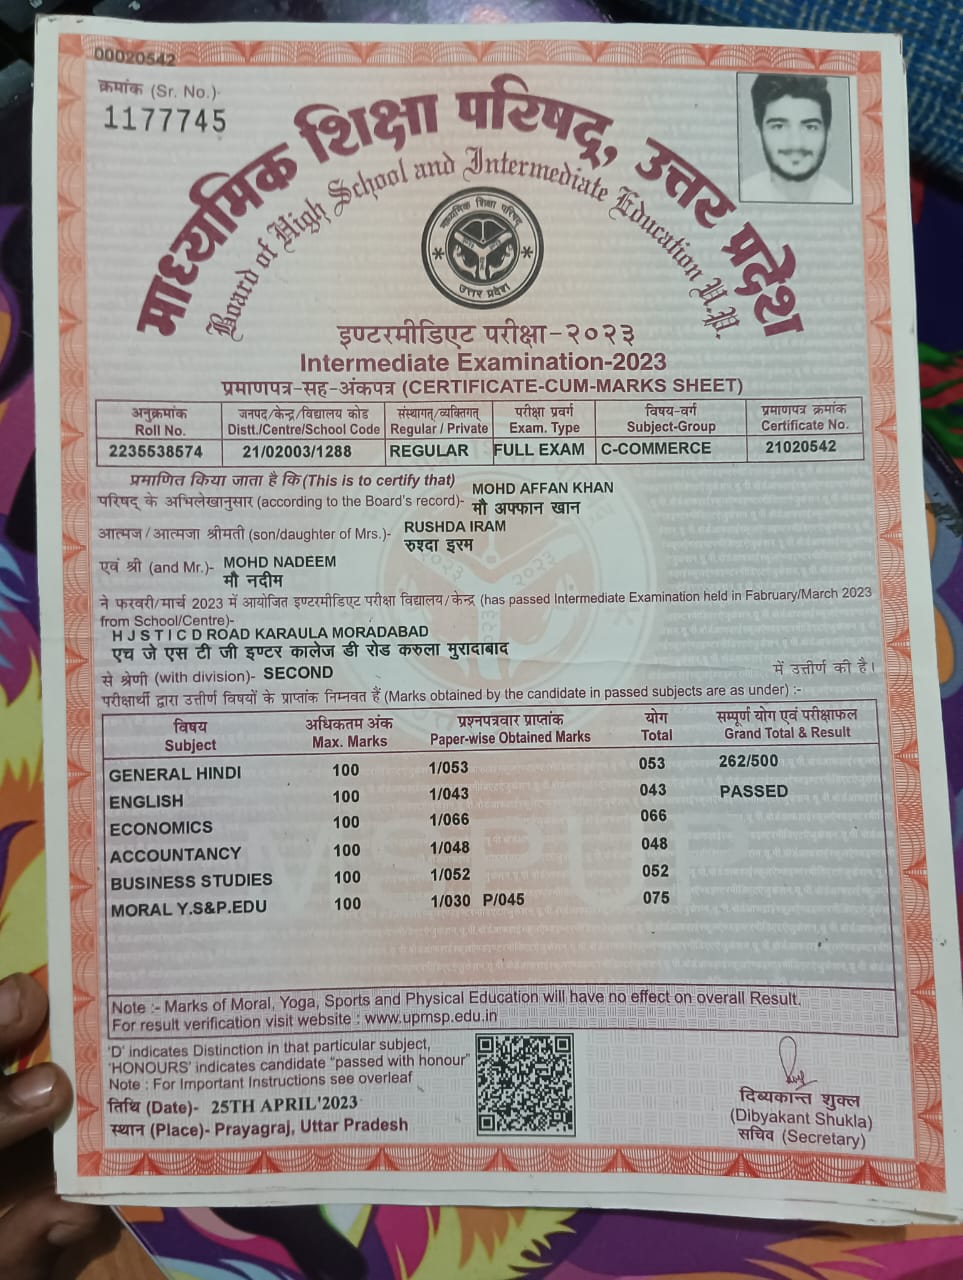 00020542
क्रमांक (Sr. No.)-
1177745
माध्यमिक शिक्षा परिषद्, उत्तर प्रदेश
Board of High School and Intermediate Education U.P.
माध्यमिक शिक्षा परिषद्
उत्तर प्रदेश
इण्टरमीडिएट परीक्षा-२०२३
Intermediate Examination-2023
प्रमाणपत्र-सह-अंकपत्र (CERTIFICATE-CUM-MARKS SHEET)
अनुक्रमांक जनपद/केन्द्र/विद्यालय कोड संस्थागत्/व्यक्तिगत् परीक्षा प्रवर्ग विषय-वर्ग प्रमाणपत्र क्रमांक
Roll No. Distt./Centre/School Code Regular / Private Exam. Type Subject-Group Certificate No.
2235538574 21/02003/1288 REGULAR FULL EXAM C-COMMERCE 21020542
प्रमाणित किया जाता है कि (This is to certify that)
परिषद् के अभिलेखानुसार (according to the Board's record)- MOHD AFFAN KHAN
मौ अफ्फान खान
आत्मज/आत्मजा श्रीमती (son/daughter of Mrs.)- RUSHDA IRAM
रुश्दा इरम
एवं श्री (and Mr.)- MOHD NADEEM
मौ नदीम
ने फरवरी/मार्च 2023 में आयोजित इण्टरमीडिएट परीक्षा विद्यालय/केन्द्र (has passed Intermediate Examination held in Fabruary/March 2023
from School/Centre)-
H J S T I C D ROAD KARAULA MORADABAD
एच जे एस टी जी इण्टर कालेज डी रोड करुला मुरादाबाद
से श्रेणी (with division)- SECOND में उत्तीर्ण की है।
परीक्षार्थी द्वारा उत्तीर्ण विषयों के प्राप्तांक निम्नवत हैं (Marks obtained by the candidate in passed subjects are as under) :-
विषय अधिकतम अंक प्रश्नपत्रवार प्राप्तांक योग सम्पूर्ण योग एवं परीक्षाफल
Subject Max. Marks Paper-wise Obtained Marks Total Grand Total & Result
GENERAL HINDI 100 1/053 053 262/500
ENGLISH 100 1/043 043 PASSED
ECONOMICS 100 1/066 066
ACCOUNTANCY 100 1/048 048
BUSINESS STUDIES 100 1/052 052
MORAL Y.S&P.EDU 100 1/030 P/045 075
Note :- Marks of Moral, Yoga, Sports and Physical Education will have no effect on overall Result.
For result verification visit website : www.upmsp.edu.in
'D' indicates Distinction in that particular subject,
'HONOURS' indicates candidate "passed with honour"
Note : For Important Instructions see overleaf
तिथि (Date)- 25TH APRIL'2023
स्थान (Place)- Prayagraj, Uttar Pradesh
दिब्यकान्त शुक्ल
(Dibyakant Shukla)
सचिव (Secretary)